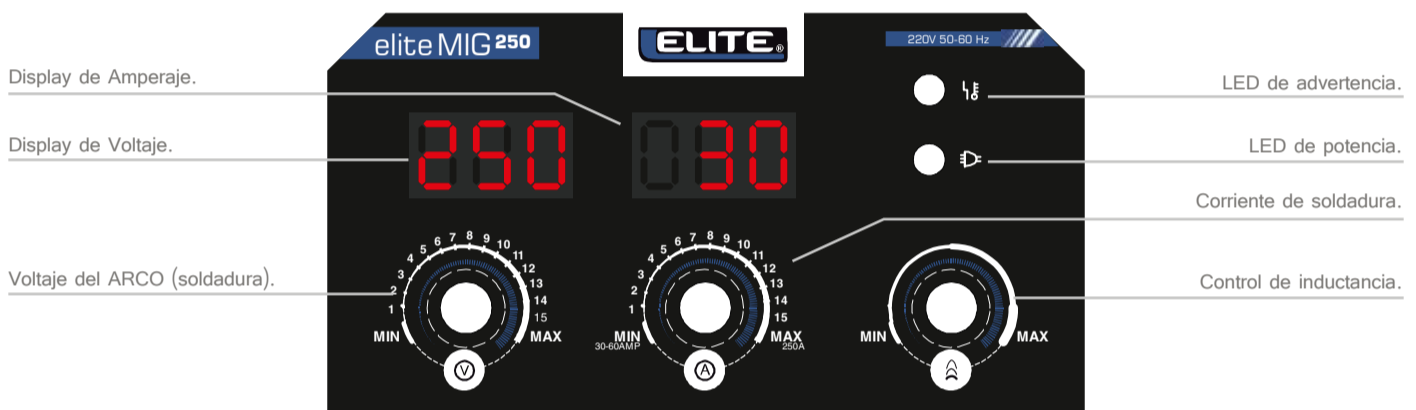 elite MIG 250
ELITE®
220V 50-60 Hz
Display de Amperaje.
LED de advertencia.
250
30
Display de Voltaje.
LED de potencia.
Corriente de soldadura.
1 2 3 4 5 6 7 8 9 10 11 12 13 14 15
MIN
MAX
V
1 2 3 4 5 6 7 8 9 10 11 12 13 14 15
MIN
30-60AMP
MAX
250A
A
Voltaje del ARCO (soldadura).
Control de inductancia.
MIN
MAX